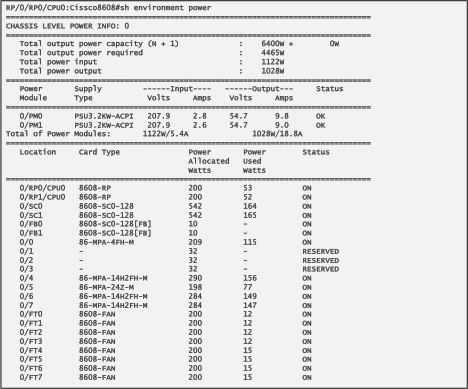 RP/0/RP0/CPU0:Cissco8608#sh environment power
================================================================================
CHASSIS LEVEL POWER INFO: 0
================================================================================
Total output power capacity (N + 1) : 6400W + 0W
Total output power required : 4465W
Total power input : 1122W
Total power output : 1028W
================================================================================
Power Supply ------Input---- ------Output--- Status
Module Type Volts Amps Volts Amps
================================================================================
0/PM0 PSU3.2KW-ACPI 207.9 2.8 54.7 9.8 OK
0/PM1 PSU3.2KW-ACPI 207.9 2.6 54.7 9.0 OK
Total of Power Modules: 1122W/5.4A 1028W/18.8A
================================================================================
Location Card Type Power Power Status
Allocated Used
Watts Watts
================================================================================
0/RP0/CPU0 8608-RP 200 53 ON
0/RP1/CPU0 8608-RP 200 52 ON
0/SC0 8608-SC0-128 542 164 ON
0/SC1 8608-SC0-128 542 165 ON
0/FB0 8608-SC0-128[FB] 10 - ON
0/FB1 8608-SC0-128[FB] 10 - ON
0/0 86-MPA-4FH-M 209 115 ON
0/1 - 32 - RESERVED
0/2 - 32 - RESERVED
0/3 - 32 - RESERVED
0/4 86-MPA-14H2FH-M 290 156 ON
0/5 86-MPA-24Z-M 198 77 ON
0/6 86-MPA-14H2FH-M 284 149 ON
0/7 86-MPA-14H2FH-M 284 147 ON
0/FT0 8608-FAN 200 12 ON
0/FT1 8608-FAN 200 12 ON
0/FT2 8608-FAN 200 12 ON
0/FT3 8608-FAN 200 12 ON
0/FT4 8608-FAN 200 15 ON
0/FT5 8608-FAN 200 15 ON
0/FT6 8608-FAN 200 15 ON
0/FT7 8608-FAN 200 15 ON